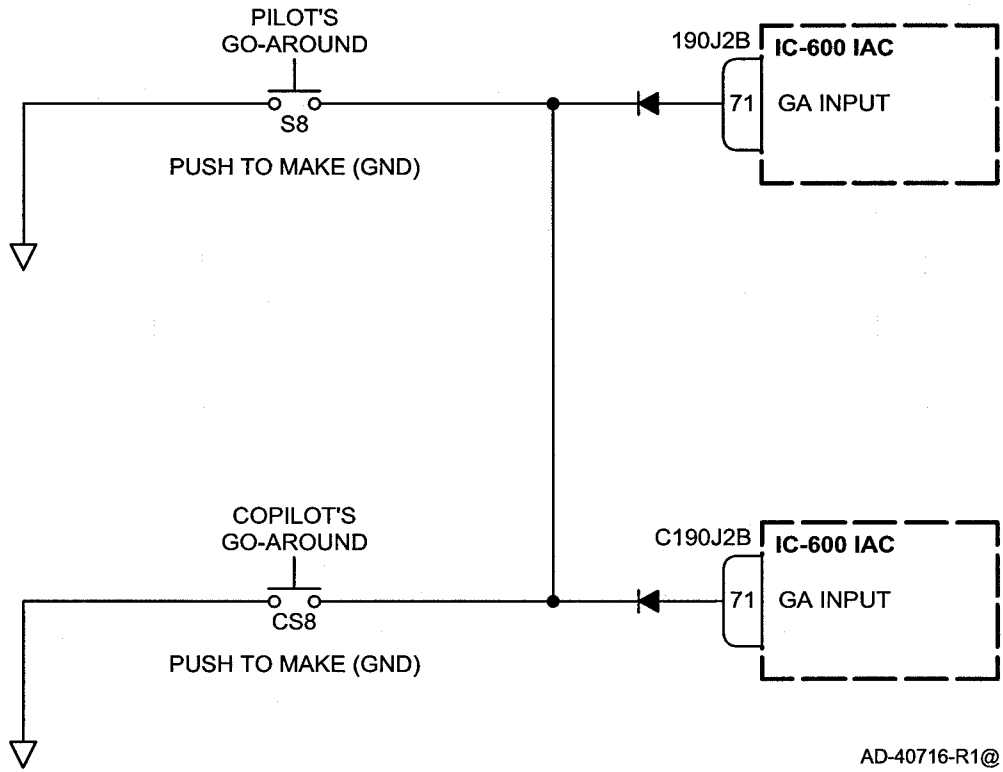 PILOT'S
GO-AROUND
190J2B
IC-600 IAC
71
GA INPUT
S8
PUSH TO MAKE (GND)
COPILOT'S
GO-AROUND
C190J2B
IC-600 IAC
71
GA INPUT
CS8
PUSH TO MAKE (GND)
AD-40716-R1@